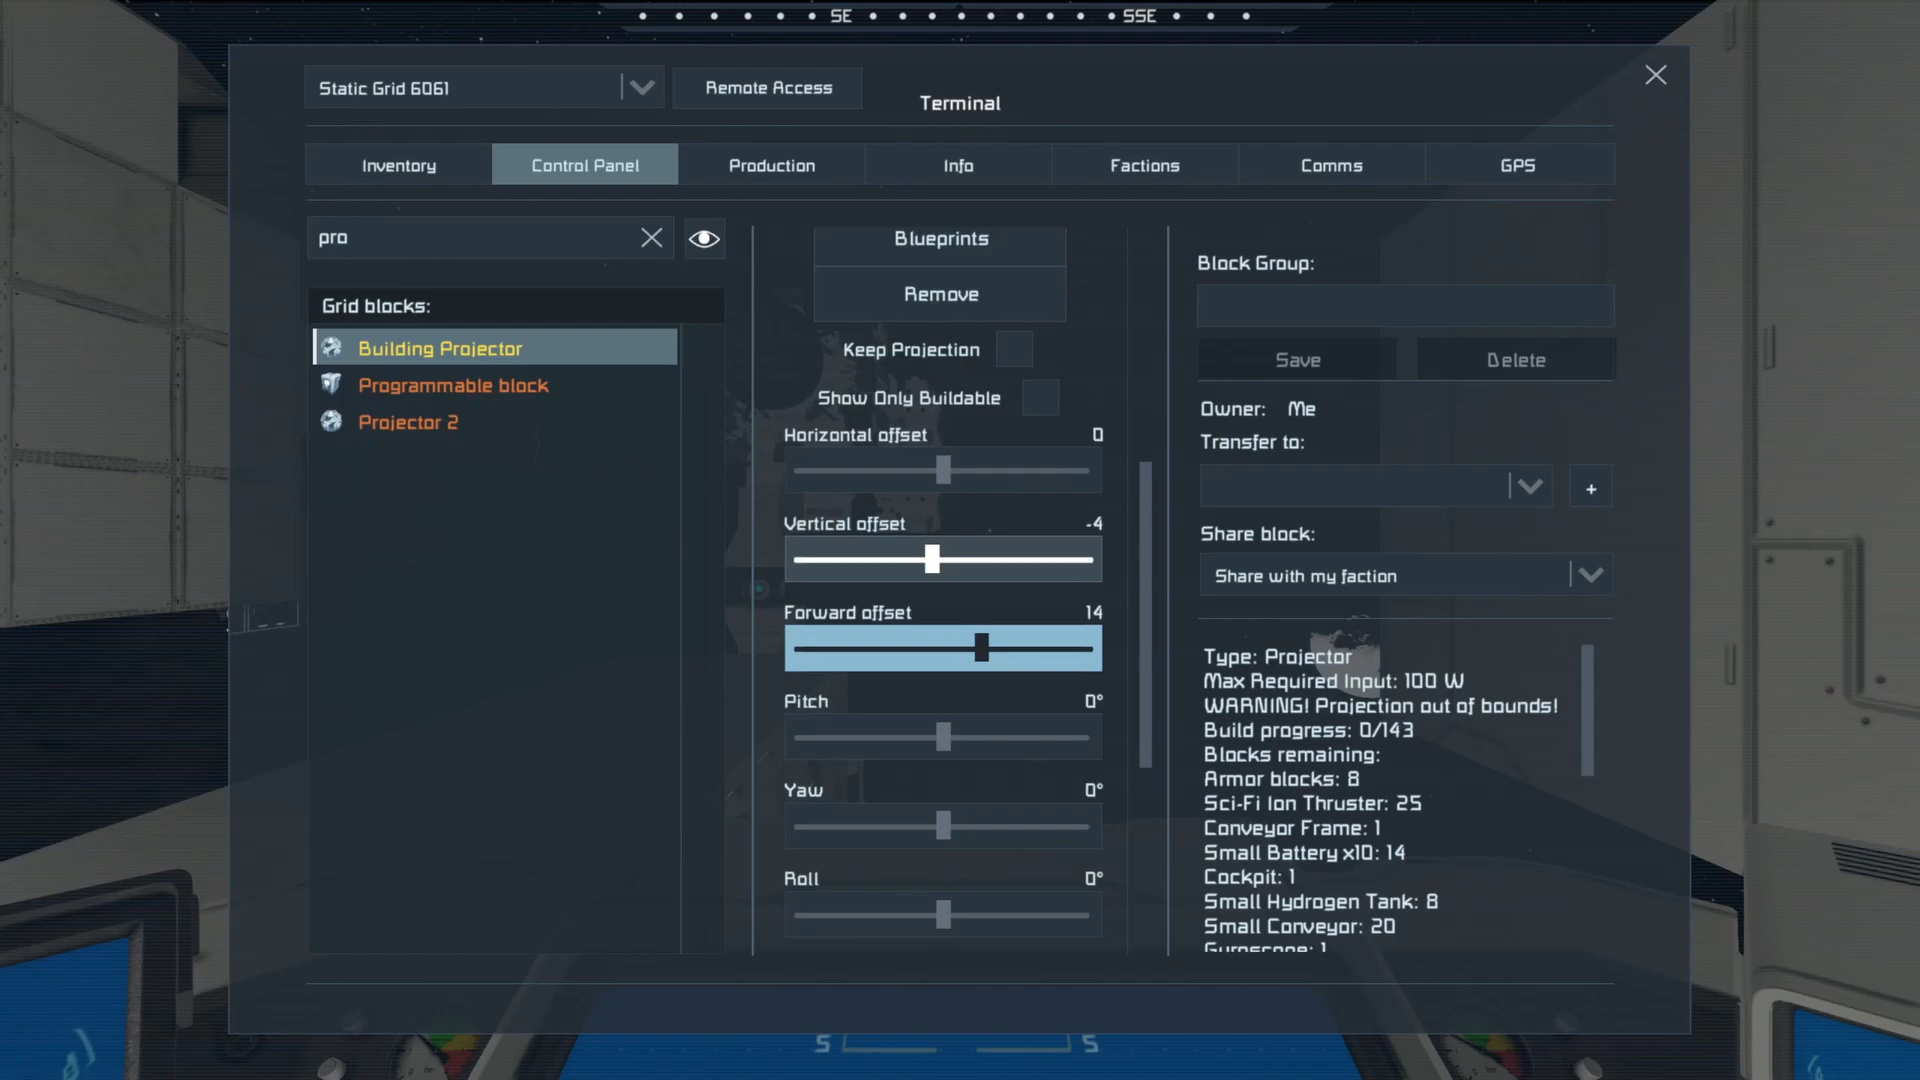 SE SSE
Static Grid 6061
Remote Access
Terminal
Inventory Control Panel Production Info Factions Comms GPS
pro
Grid blocks:
Building Projector
Programmable block
Projector 2
Blueprints
Remove
Keep Projection
Show Only Buildable
Horizontal offset 0
Vertical offset -4
Forward offset 14
Pitch 0°
Yaw 0°
Roll 0°
Block Group:
Save Delete
Owner: Me
Transfer to:
+
Share block:
Share with my faction
Type: Projector
Max Required Input: 100 W
WARNING! Projection out of bounds!
Build progress: 0/143
Blocks remaining:
Armor blocks: 8
Sci-Fi Ion Thruster: 25
Conveyor Frame: 1
Small Battery x10: 14
Cockpit: 1
Small Hydrogen Tank: 8
Small Conveyor: 20
Gyroscope: 1
S S